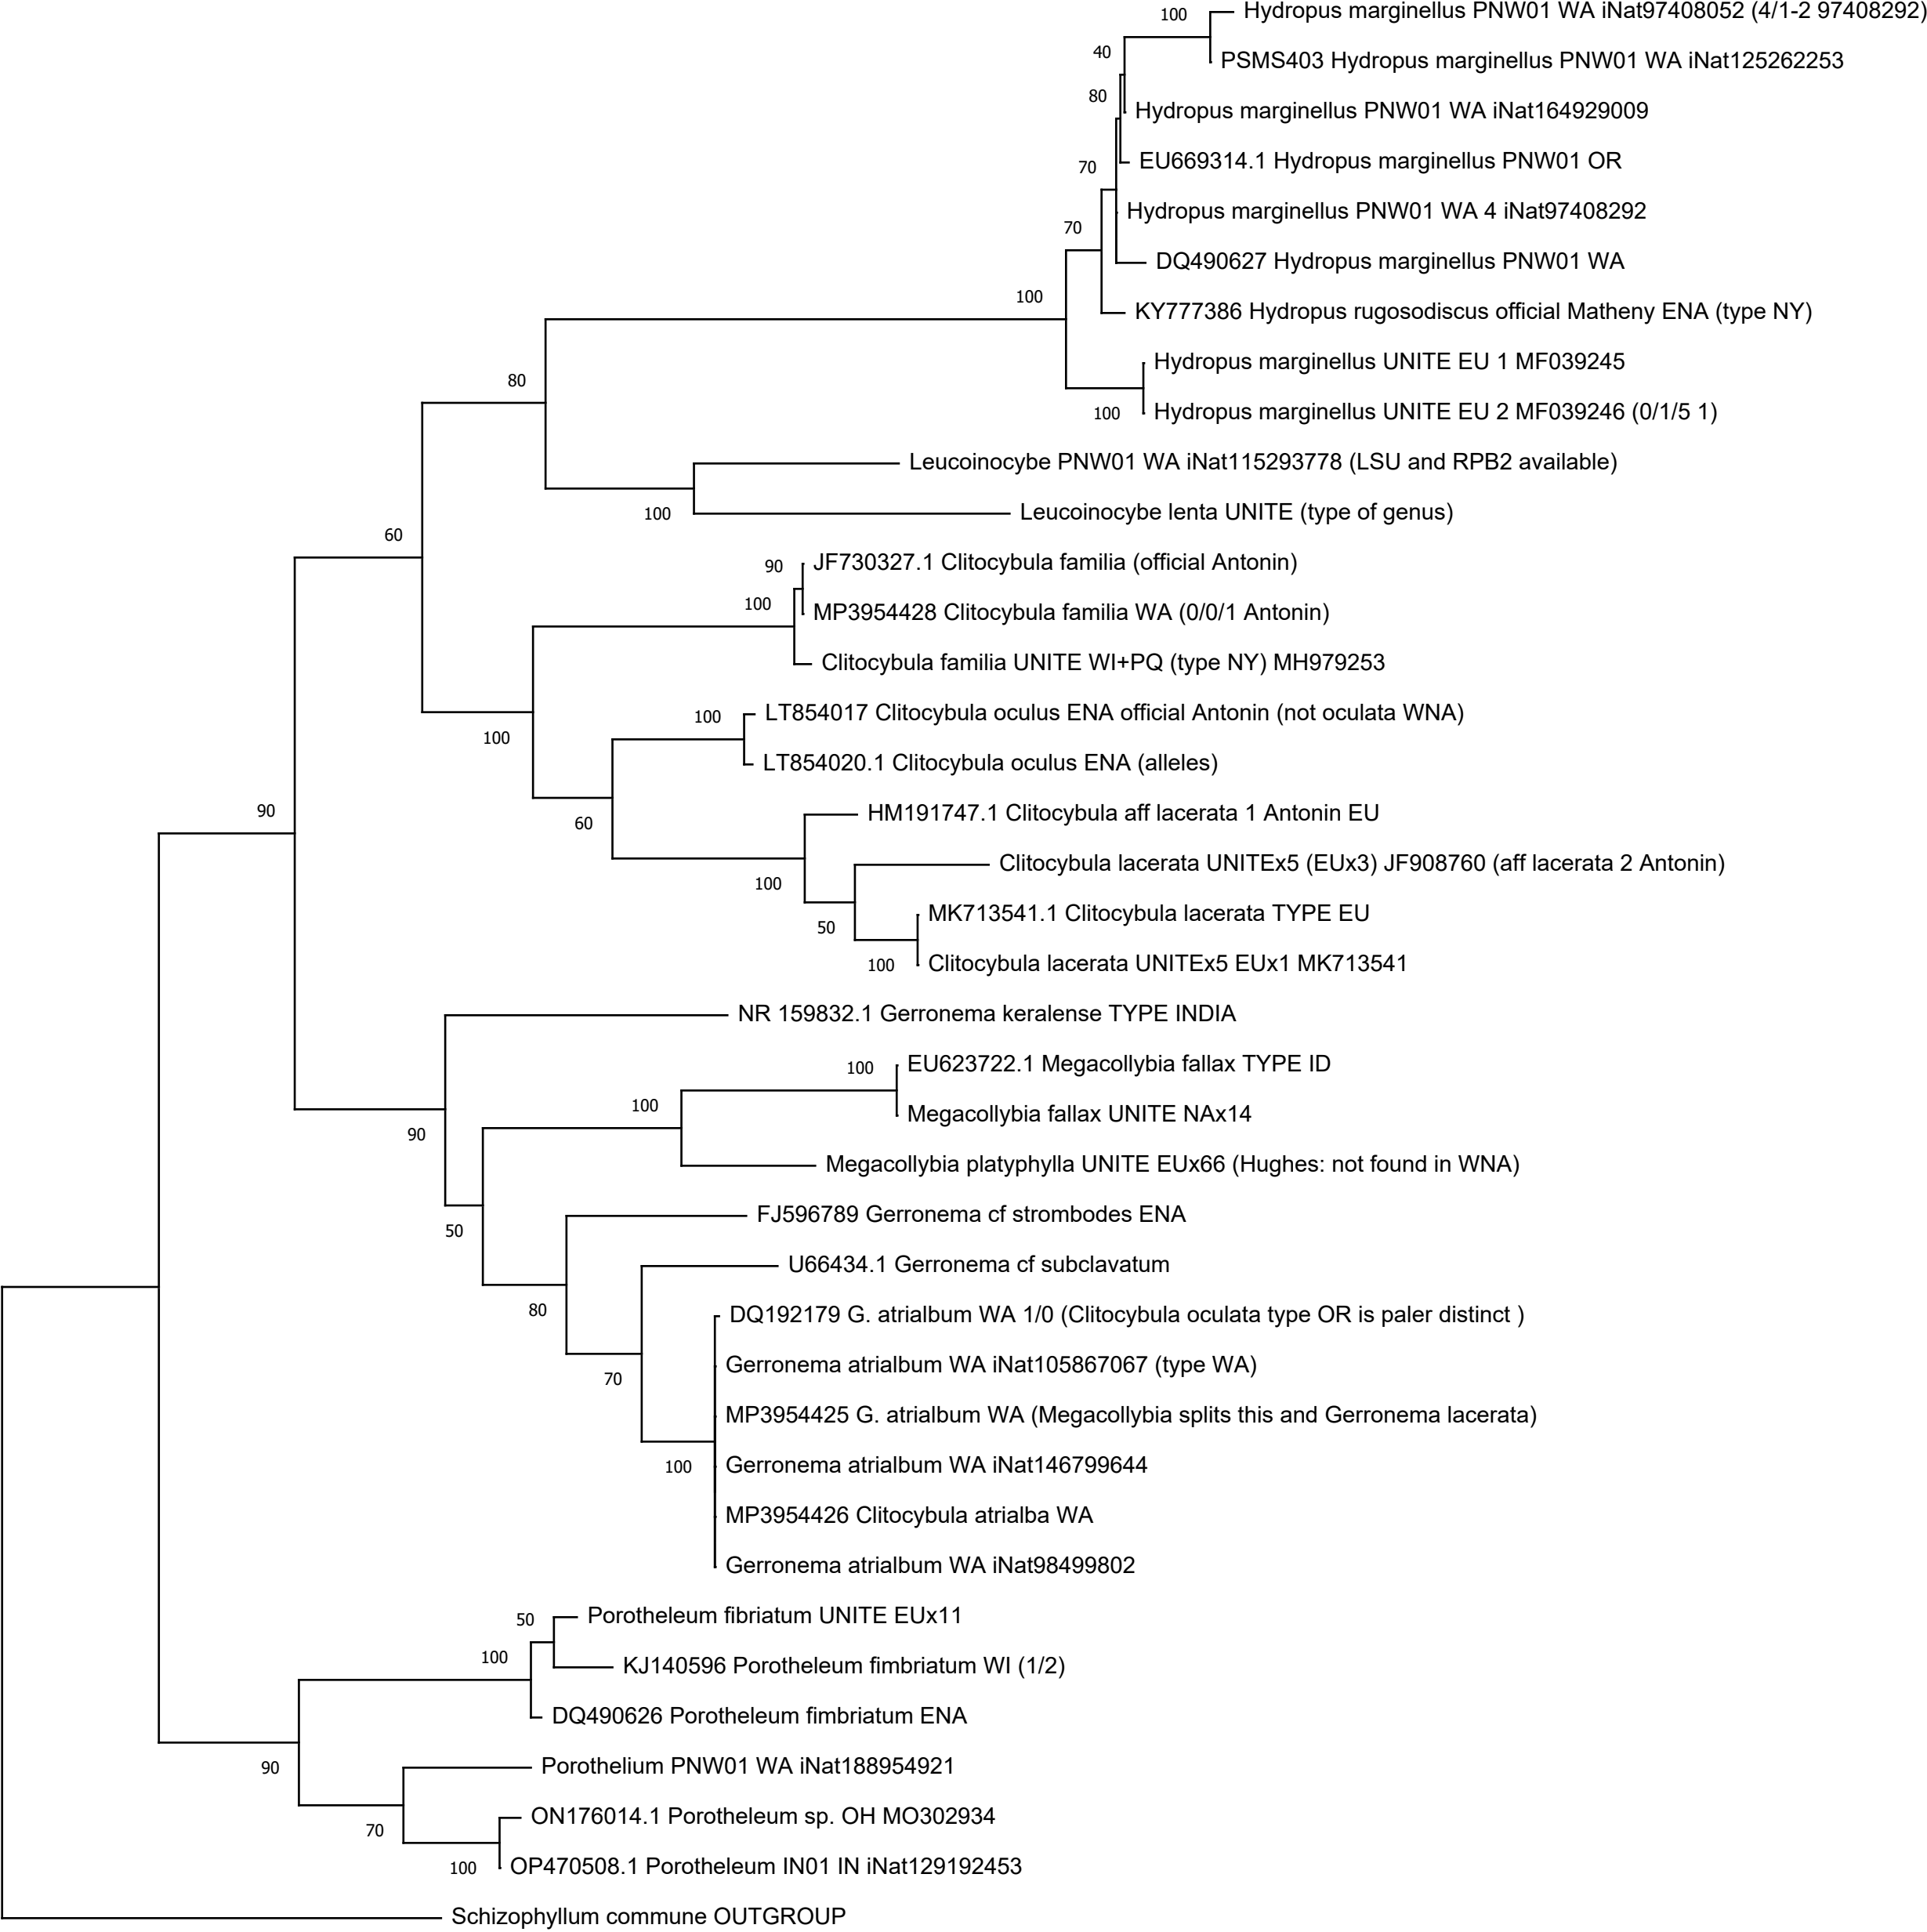 100
Hydropus marginellus PNW01 WA iNat97408052 (4/1-2 97408292)
40
PSMS403 Hydropus marginellus PNW01 WA iNat125262253
80
Hydropus marginellus PNW01 WA iNat164929009
70
EU669314.1 Hydropus marginellus PNW01 OR
70
Hydropus marginellus PNW01 WA 4 iNat97408292
DQ490627 Hydropus marginellus PNW01 WA
100
KY777386 Hydropus rugosodiscus official Matheny ENA (type NY)
Hydropus marginellus UNITE EU 1 MF039245
80
100
Hydropus marginellus UNITE EU 2 MF039246 (0/1/5 1)
Leucoinocybe PNW01 WA iNat115293778 (LSU and RPB2 available)
100
Leucoinocybe lenta UNITE (type of genus)
60
90
JF730327.1 Clitocybula familia (official Antonin)
100
MP3954428 Clitocybula familia WA (0/0/1 Antonin)
Clitocybula familia UNITE WI+PQ (type NY) MH979253
100
LT854017 Clitocybula oculus ENA official Antonin (not oculata WNA)
100
LT854020.1 Clitocybula oculus ENA (alleles)
90
60
HM191747.1 Clitocybula aff lacerata 1 Antonin EU
100
Clitocybula lacerata UNITEx5 (EUx3) JF908760 (aff lacerata 2 Antonin)
50
MK713541.1 Clitocybula lacerata TYPE EU
100
Clitocybula lacerata UNITEx5 EUx1 MK713541
NR 159832.1 Gerronema keralense TYPE INDIA
100
EU623722.1 Megacollybia fallax TYPE ID
100
Megacollybia fallax UNITE NAx14
90
Megacollybia platyphylla UNITE EUx66 (Hughes: not found in WNA)
50
FJ596789 Gerronema cf strombodes ENA
U66434.1 Gerronema cf subclavatum
80
DQ192179 G. atrialbum WA 1/0 (Clitocybula oculata type OR is paler distinct )
70
Gerronema atrialbum WA iNat105867067 (type WA)
MP3954425 G. atrialbum WA (Megacollybia splits this and Gerronema lacerata)
100
Gerronema atrialbum WA iNat146799644
MP3954426 Clitocybula atrialba WA
Gerronema atrialbum WA iNat98499802
50
Porotheleum fibriatum UNITE EUx11
100
KJ140596 Porotheleum fimbriatum WI (1/2)
DQ490626 Porotheleum fimbriatum ENA
90
Porothelium PNW01 WA iNat188954921
70
ON176014.1 Porotheleum sp. OH MO302934
100
OP470508.1 Porotheleum IN01 IN iNat129192453
Schizophyllum commune OUTGROUP